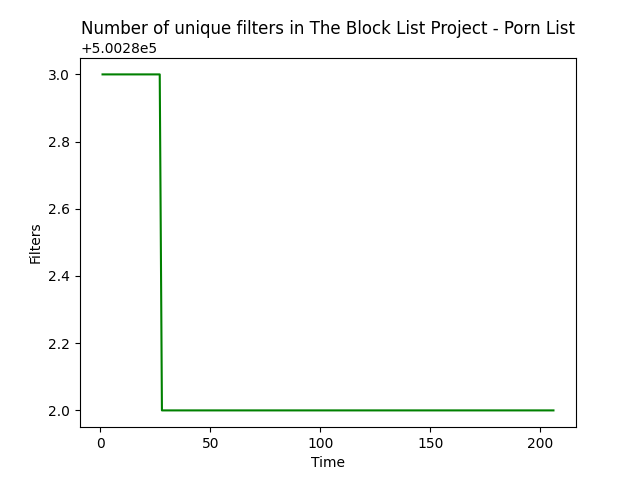 Number of unique filters in The Block List Project - Porn List
+5.0028e5
3.0
2.8
2.6
2.4
2.2
2.0
Filters
0 50 100 150 200
Time